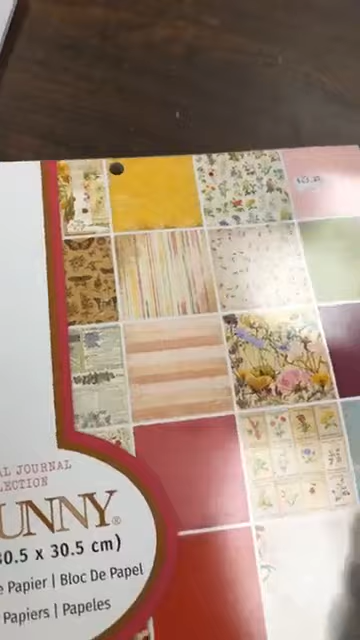 AL JOURNAL
LECTION
UNNY®
30.5 x 30.5 cm)
e Papier | Bloc De Papel
Papiers | Papeles